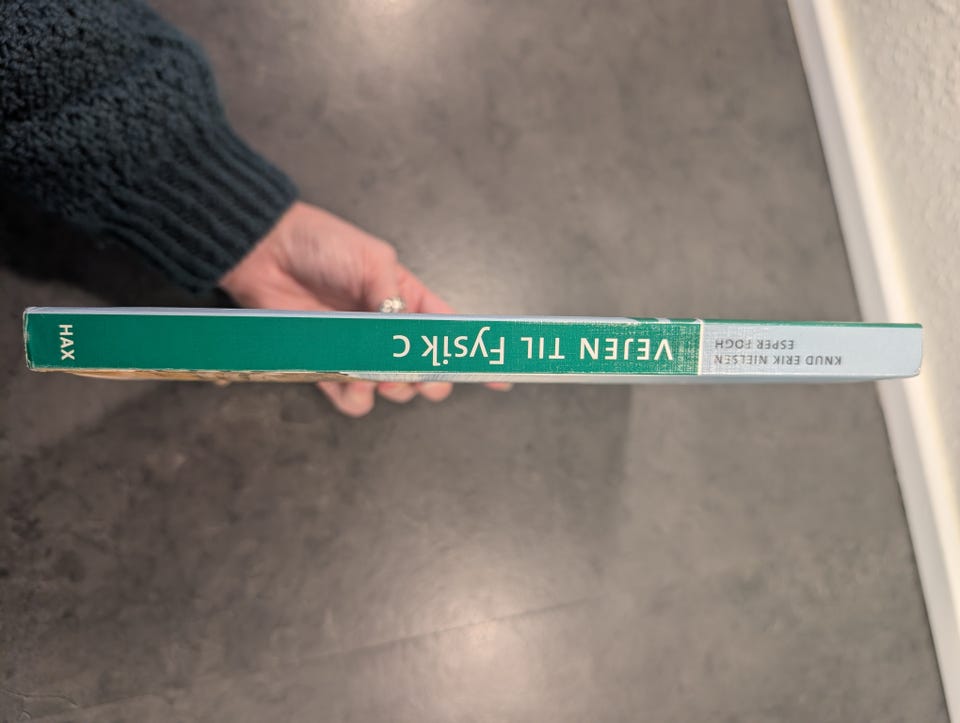 KNUD ERIK NIELSEN
ESPER FOGH
VEJEN TIL Fysik C
HAX